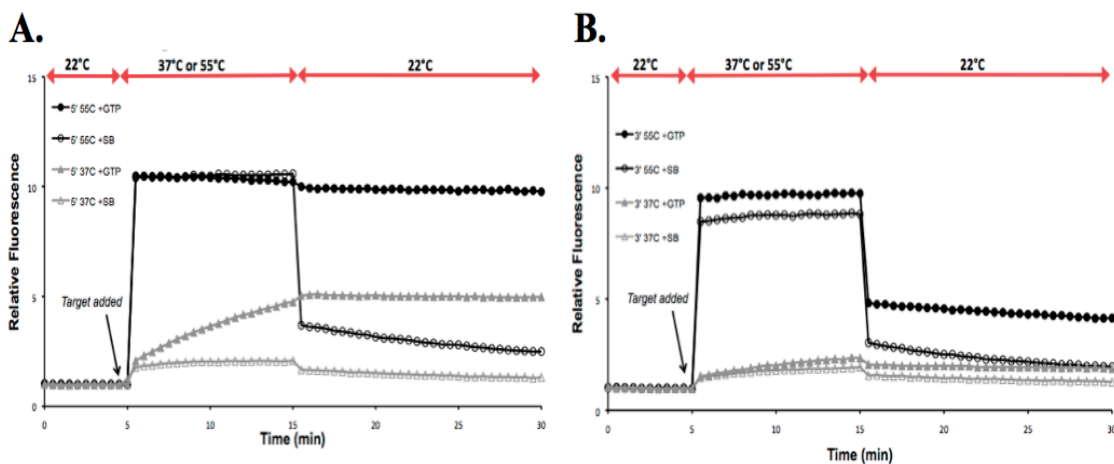 A.
22°C 37°C or 55°C 22°C
15
10
5
0
Relative Fluorescence
5' 55C +GTP
5' 55C +SB
5' 37C +GTP
5' 37C +SB
Target added
0 5 10 15 20 25 30
Time (min)
B.
22°C 37°C or 55°C 22°C
15
10
5
0
Relative Fluorescence
3' 55C +GTP
3' 55C +SB
3' 37C +GTP
3' 37C +SB
Target added
0 5 10 15 20 25 30
Time (min)